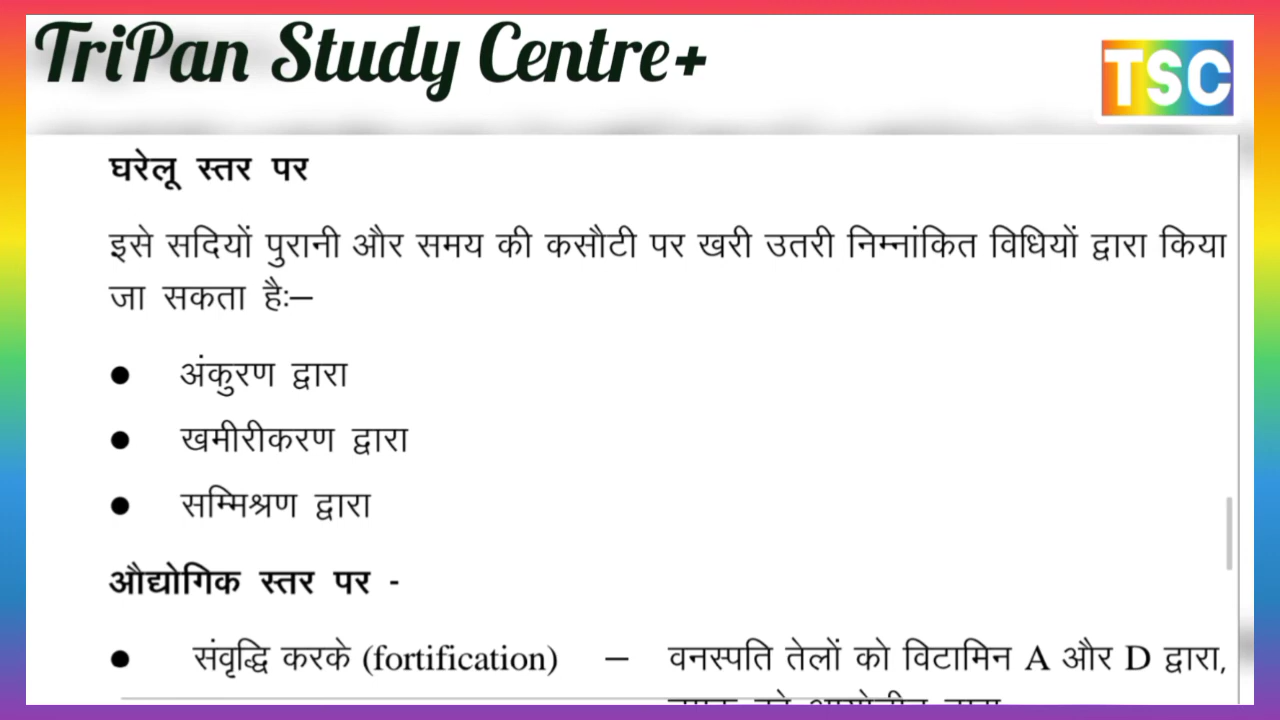 TriPan Study Centre+
TSC
घरेलू स्तर पर
इसे सदियों पुरानी और समय की कसौटी पर खरी उतरी निम्नांकित विधियों द्वारा किया
जा सकता है:–
● अंकुरण द्वारा
● खमीरीकरण द्वारा
● सम्मिश्रण द्वारा
औद्योगिक स्तर पर -
● संवृद्धि करके (fortification) – वनस्पति तेलों को विटामिन A और D द्वारा,